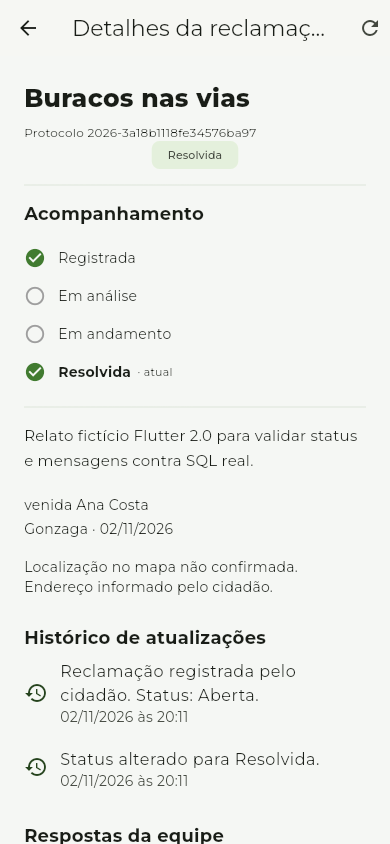 Detalhes da reclamaç...
Buracos nas vias
Protocolo 2026-3a18b1118fe34576ba97
Resolvida
Acompanhamento
Registrada
Em análise
Em andamento
Resolvida · atual
Relato fictício Flutter 2.0 para validar status
e mensagens contra SQL real.
venida Ana Costa
Gonzaga · 02/11/2026
Localização no mapa não confirmada.
Endereço informado pelo cidadão.
Histórico de atualizações
Reclamação registrada pelo
cidadão. Status: Aberta.
02/11/2026 às 20:11
Status alterado para Resolvida.
02/11/2026 às 20:11
Respostas da equipe